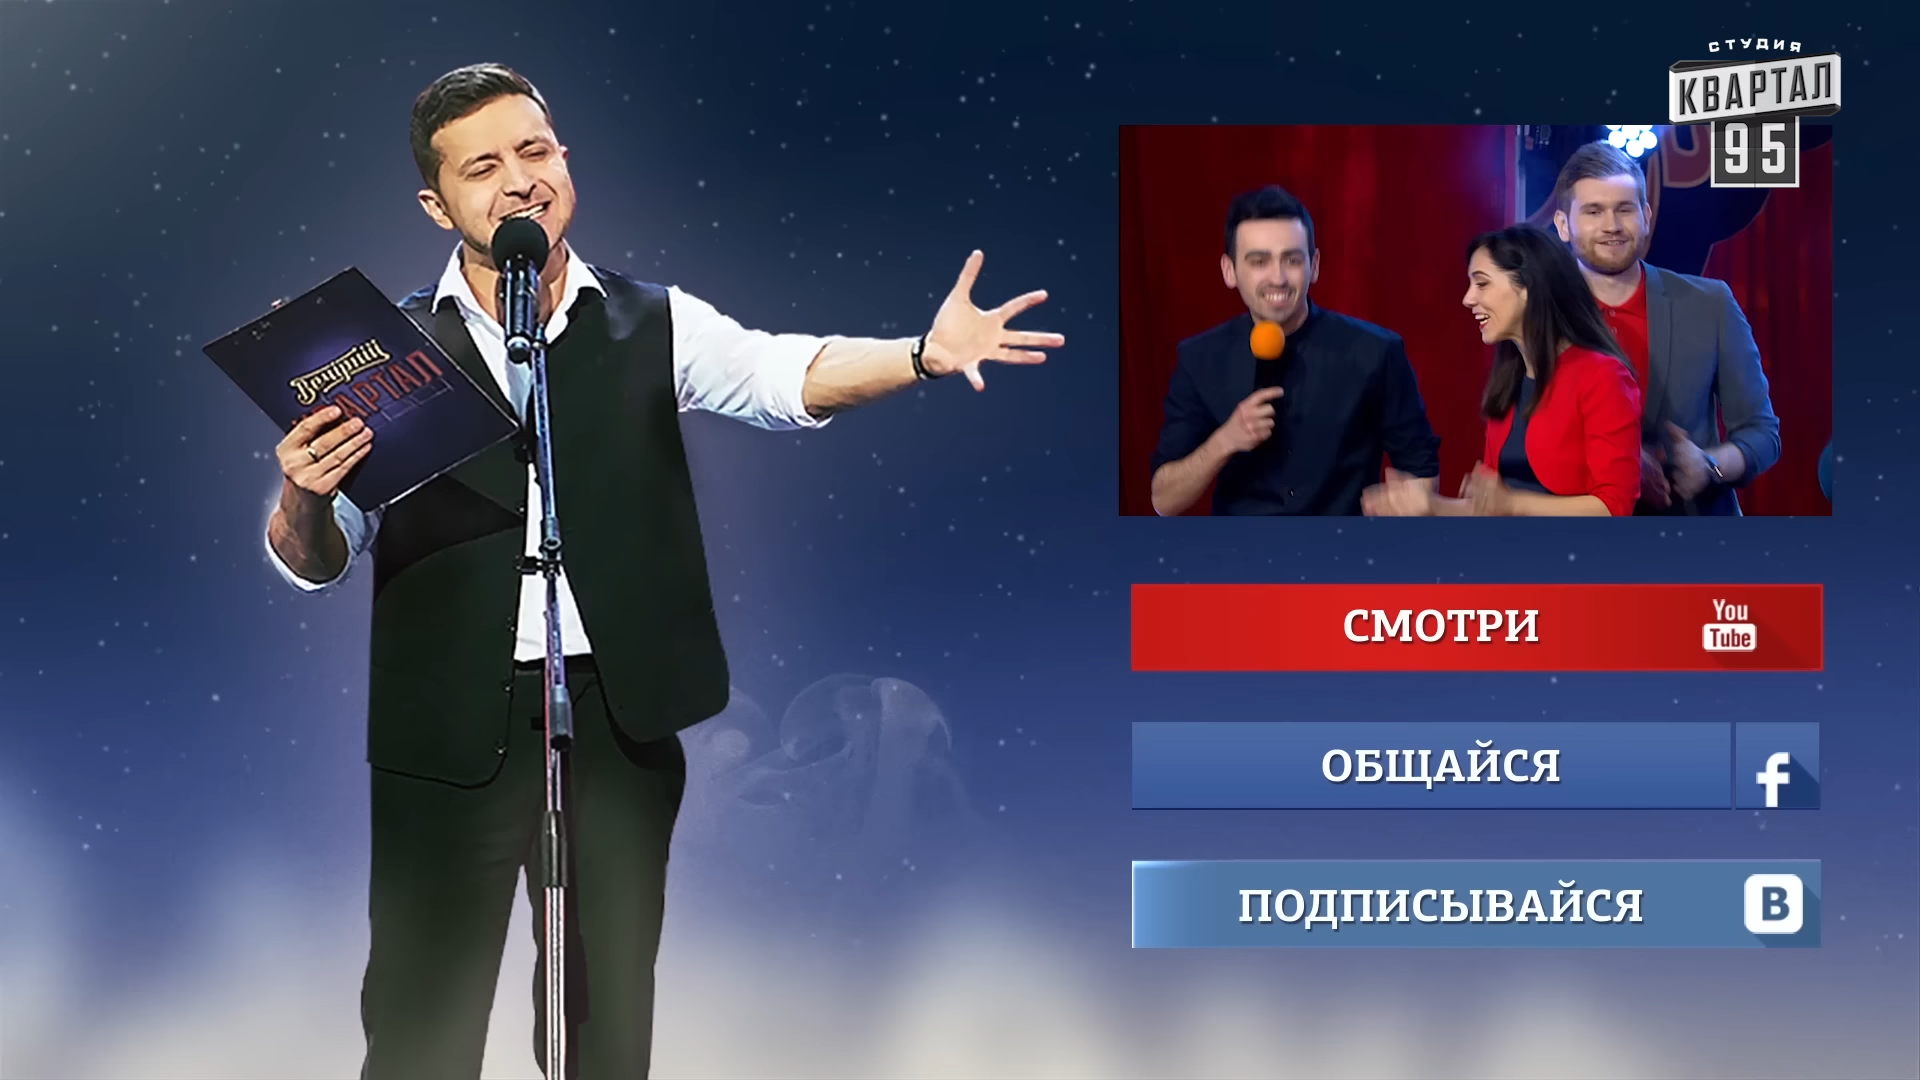 СТУДИЯ
КВАРТАЛ
95
Вечірній
КВАРТАЛ
СМОТРИ
You
Tube
ОБЩАЙСЯ
f
ПОДПИСЫВАЙСЯ
В